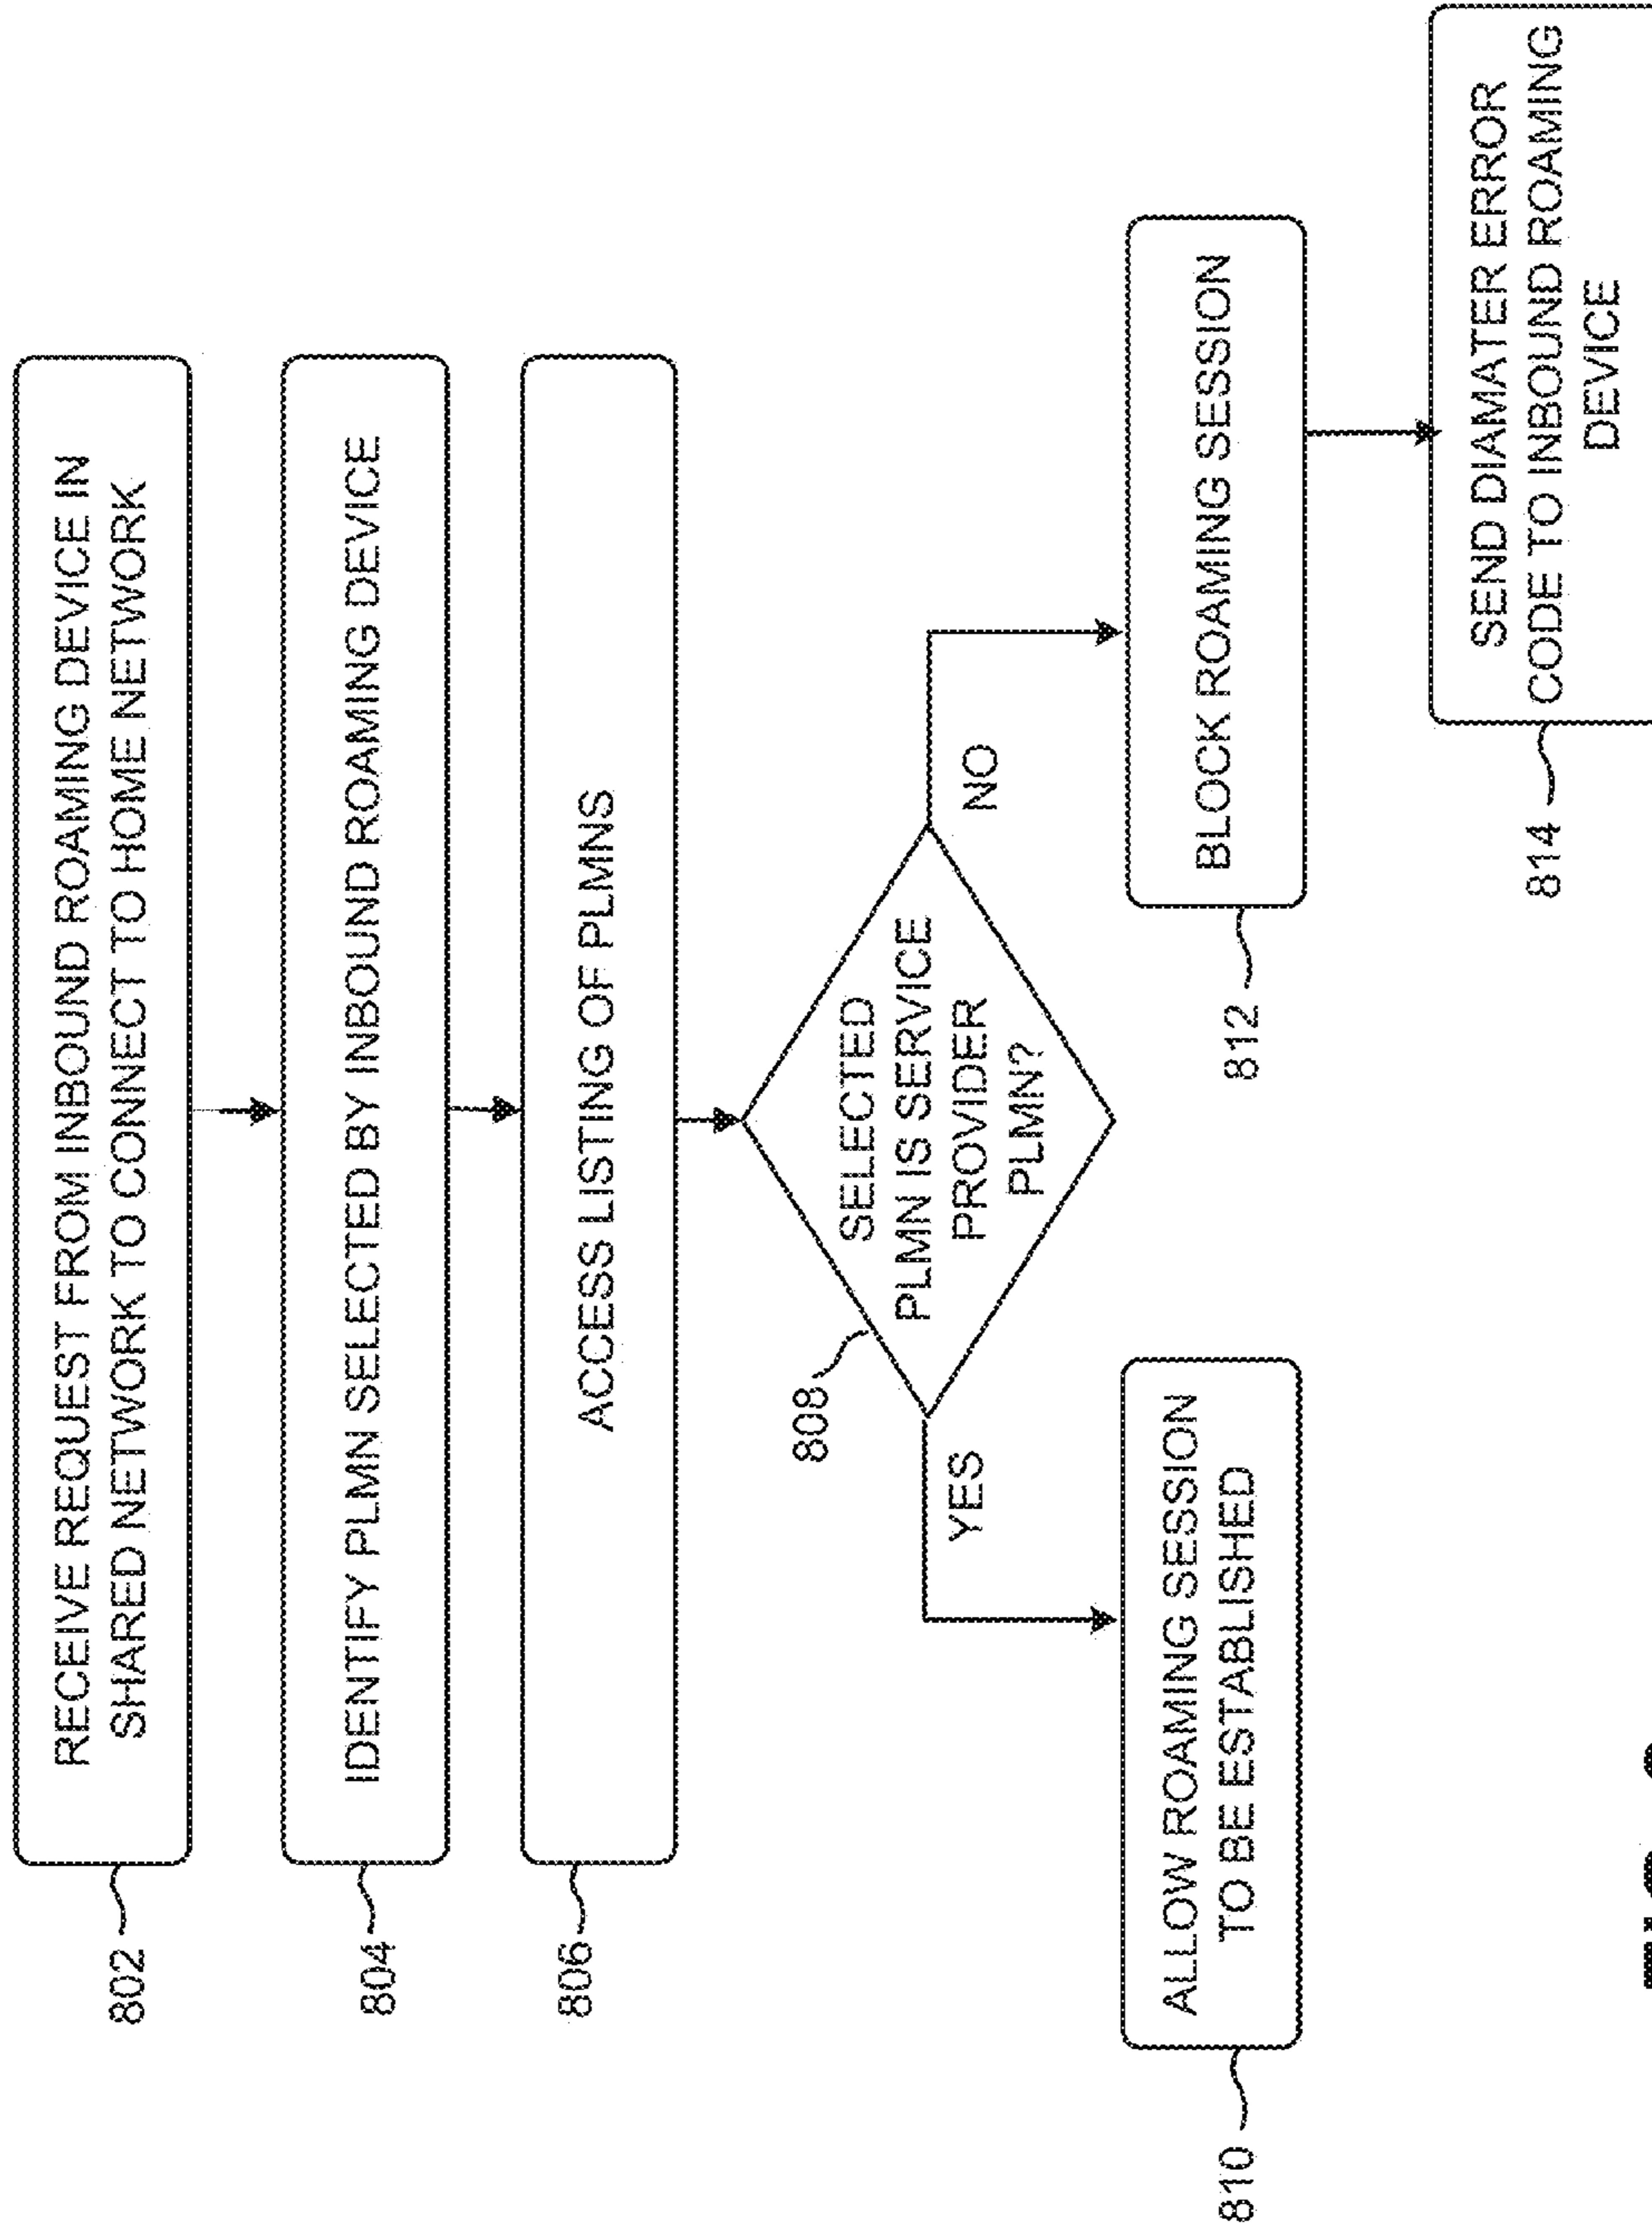 802
RECEIVE REQUEST FROM INBOUND ROAMING DEVICE IN
SHARED NETWORK TO CONNECT TO HOME NETWORK
804
IDENTIFY PLMN SELECTED BY INBOUND ROAMING DEVICE
806
ACCESS LISTING OF PLMNS
808
SELECTED
PLMN IS SERVICE
PROVIDER
PLMN?
YES
NO
810
ALLOW ROAMING SESSION
TO BE ESTABLISHED
812
BLOCK ROAMING SESSION
814
SEND DIAMATER ERROR
CODE TO INBOUND ROAMING
DEVICE